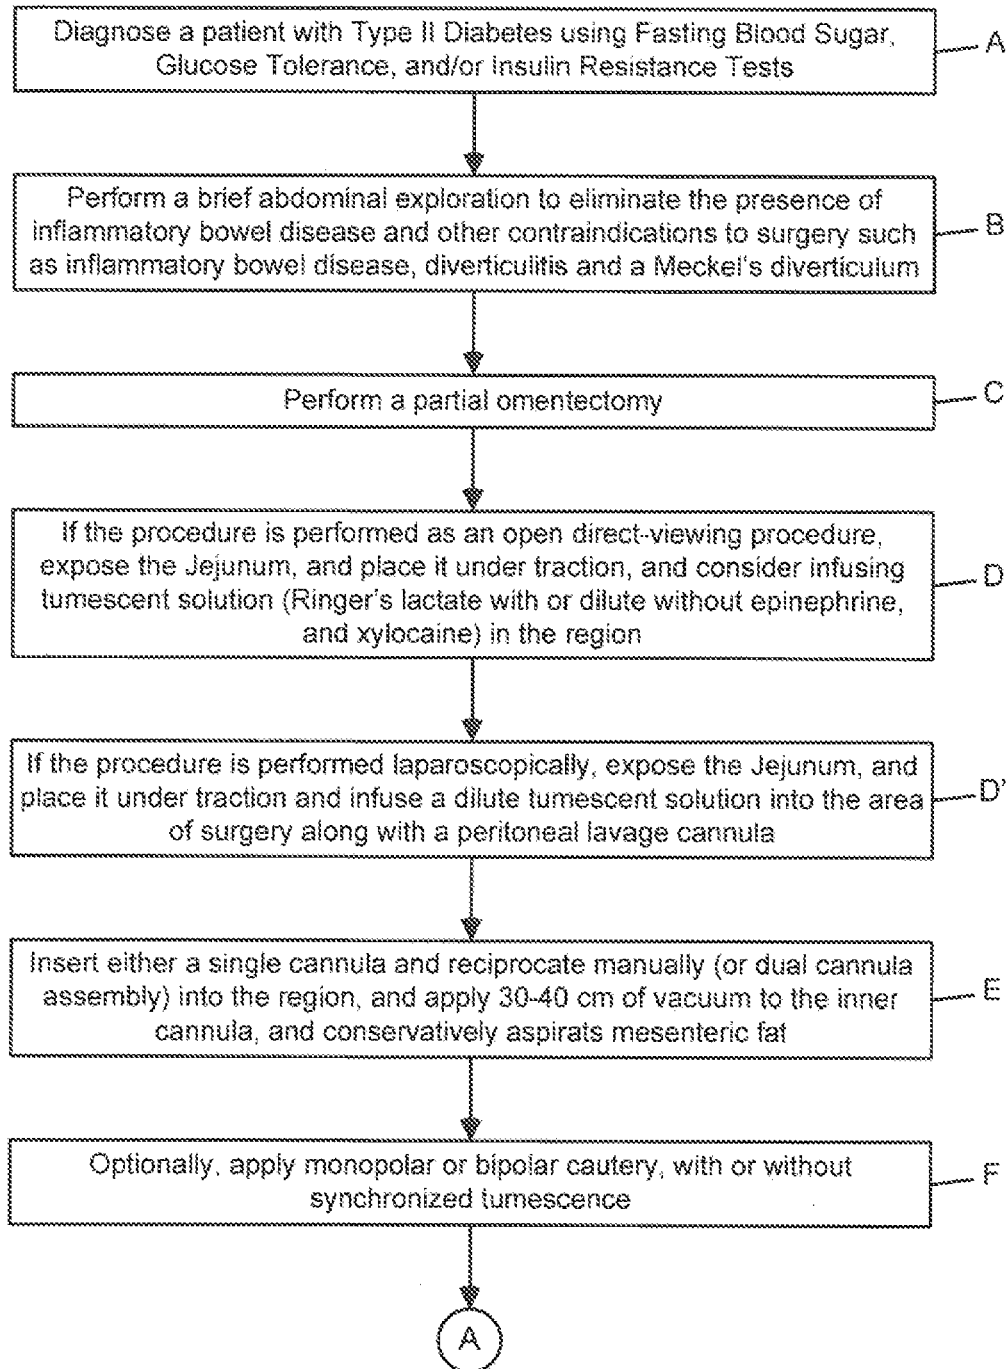 Diagnose a patient with Type II Diabetes using Fasting Blood Sugar,
Glucose Tolerance, and/or Insulin Resistance Tests
A
Perform a brief abdominal exploration to eliminate the presence of
inflammatory bowel disease and other contraindications to surgery such
as inflammatory bowel disease, diverticulitis and a Meckel's diverticulum
B
Perform a partial omentectomy
C
If the procedure is performed as an open direct-viewing procedure,
expose the Jejunum, and place it under traction, and consider infusing
tumescent solution (Ringer's lactate with or dilute without epinephrine,
and xylocaine) in the region
D
If the procedure is performed laparoscopically, expose the Jejunum, and
place it under traction and infuse a dilute tumescent solution into the area
of surgery along with a peritoneal lavage cannula
D'
Insert either a single cannula and reciprocate manually (or dual cannula
assembly) into the region, and apply 30-40 cm of vacuum to the inner
cannula, and conservatively aspirats mesenteric fat
E
Optionally, apply monopolar or bipolar cautery, with or without
synchronized tumescence
F
A